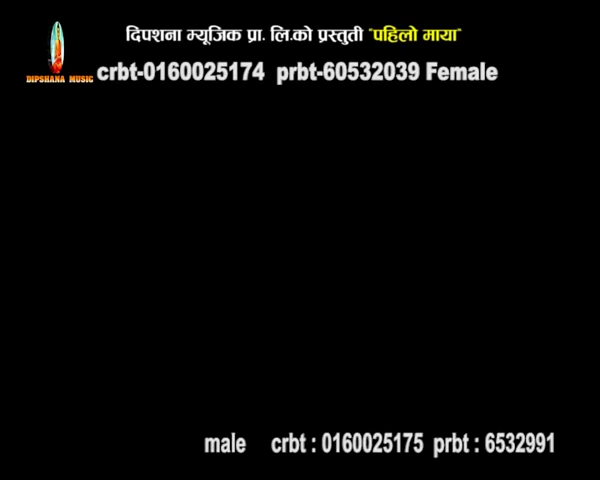 दिपशना म्यूजिक प्रा. लि.को प्रस्तुती "पहिलो माया"
DIPSHANA MUSIC
crbt-0160025174 prbt-60532039 Female
male crbt : 0160025175 prbt : 6532991